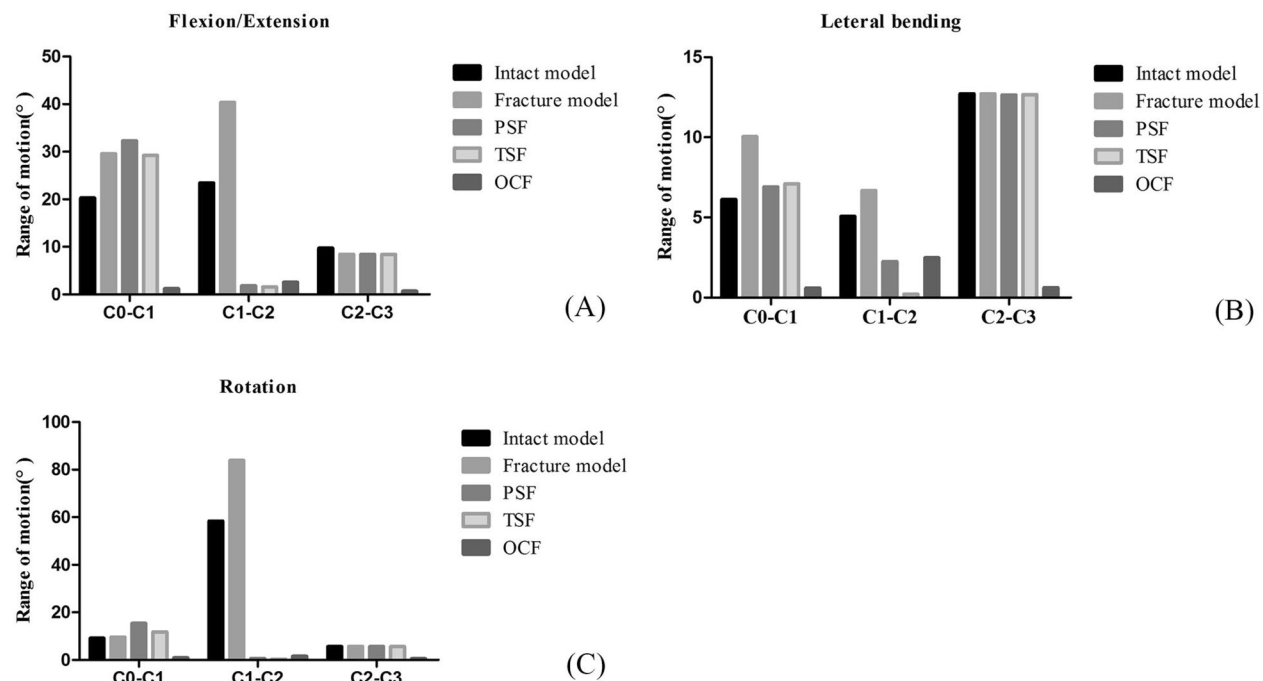 Flexion/Extension
Range of motion(° )
50
40
30
20
10
0
C0-C1
C1-C2
C2-C3
Intact model
Fracture model
PSF
TSF
OCF
(A)
Leteral bending
Range of motion(° )
15
10
5
0
C0-C1
C1-C2
C2-C3
Intact model
Fracture model
PSF
TSF
OCF
(B)
Rotation
Range of motion(° )
100
80
60
40
20
0
C0-C1
C1-C2
C2-C3
Intact model
Fracture model
PSF
TSF
OCF
(C)